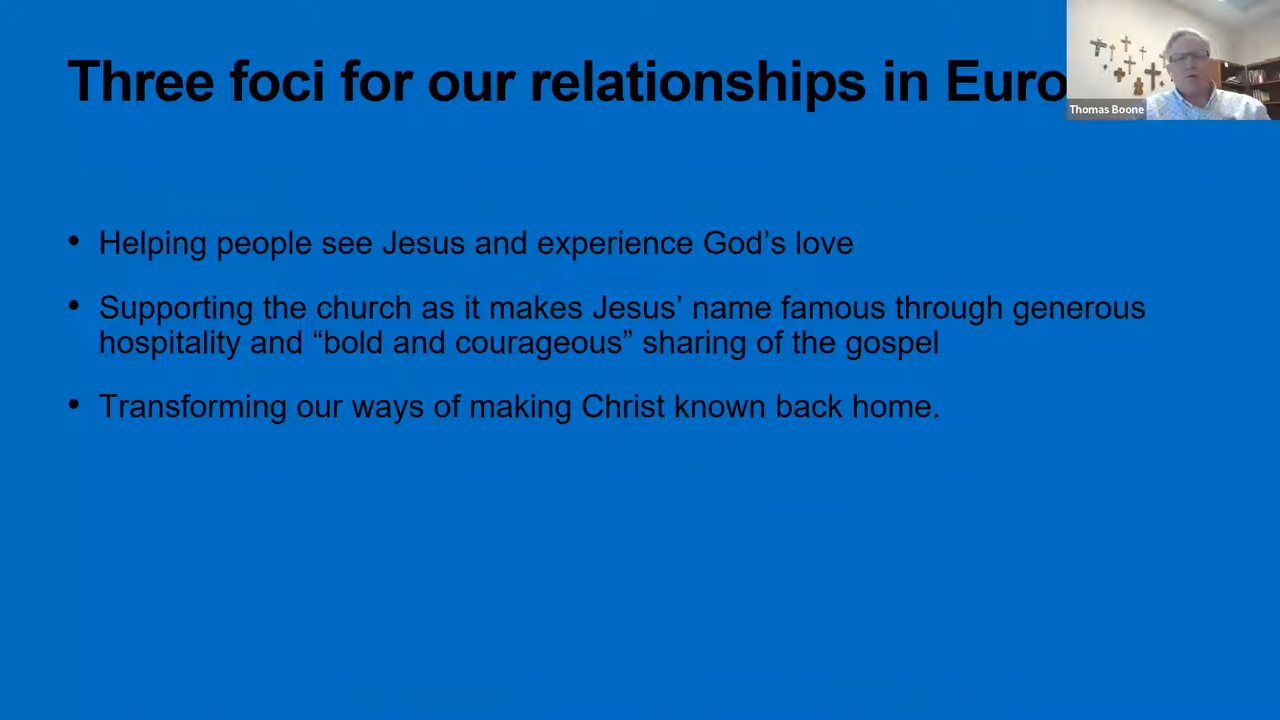 Three foci for our relationships in Euro
Thomas Boone
• Helping people see Jesus and experience God’s love
• Supporting the church as it makes Jesus’ name famous through generous
hospitality and “bold and courageous” sharing of the gospel
• Transforming our ways of making Christ known back home.